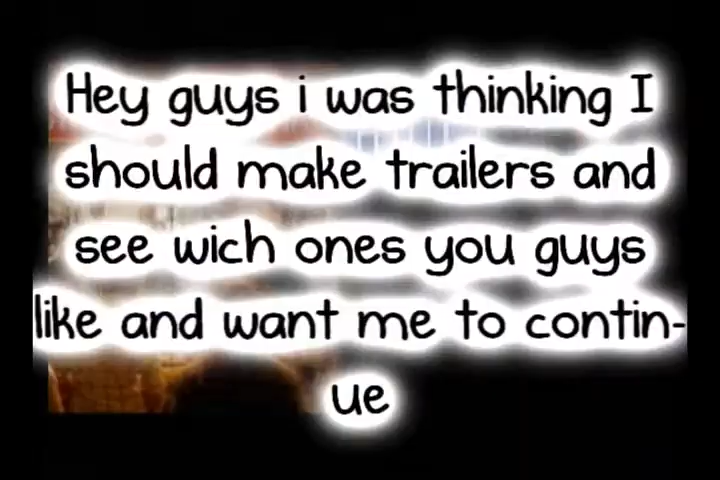 Hey guys i was thinking I
should make trailers and
see wich ones you guys
like and want me to contin-
ue